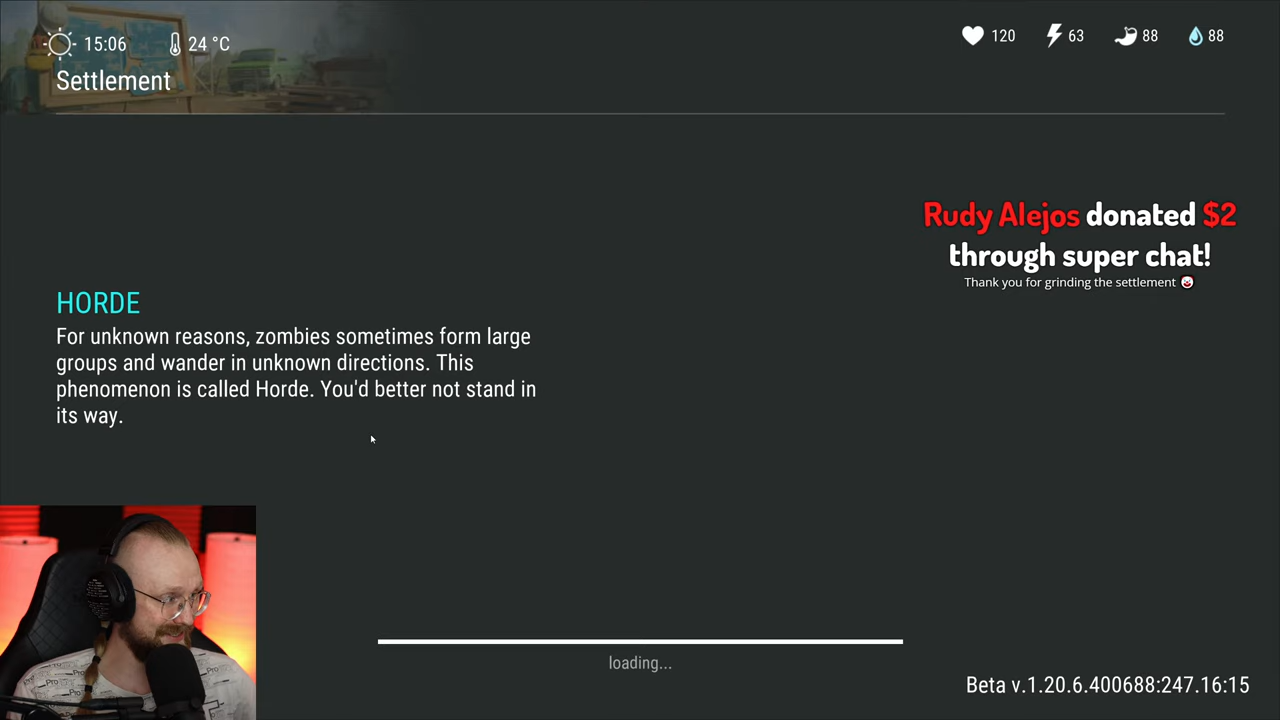 15:06
24 °C
120
63
88
88
Settlement
Rudy Alejos donated $2
through super chat!
Thank you for grinding the settlement 🤡
HORDE
For unknown reasons, zombies sometimes form large
groups and wander in unknown directions. This
phenomenon is called Horde. You'd better not stand in
its way.
loading...
Beta v.1.20.6.400688:247.16:15